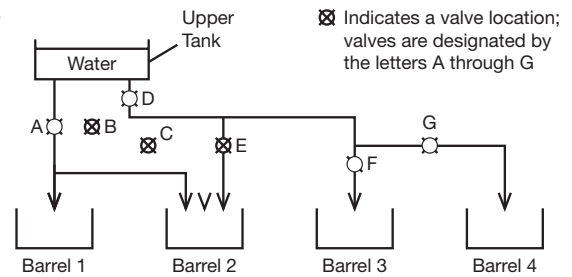 Upper
Tank
Water
Indicates a valve location;
valves are designated by
the letters A through G
D
A
B
C
E
G
F
Barrel 1
Barrel 2
Barrel 3
Barrel 4